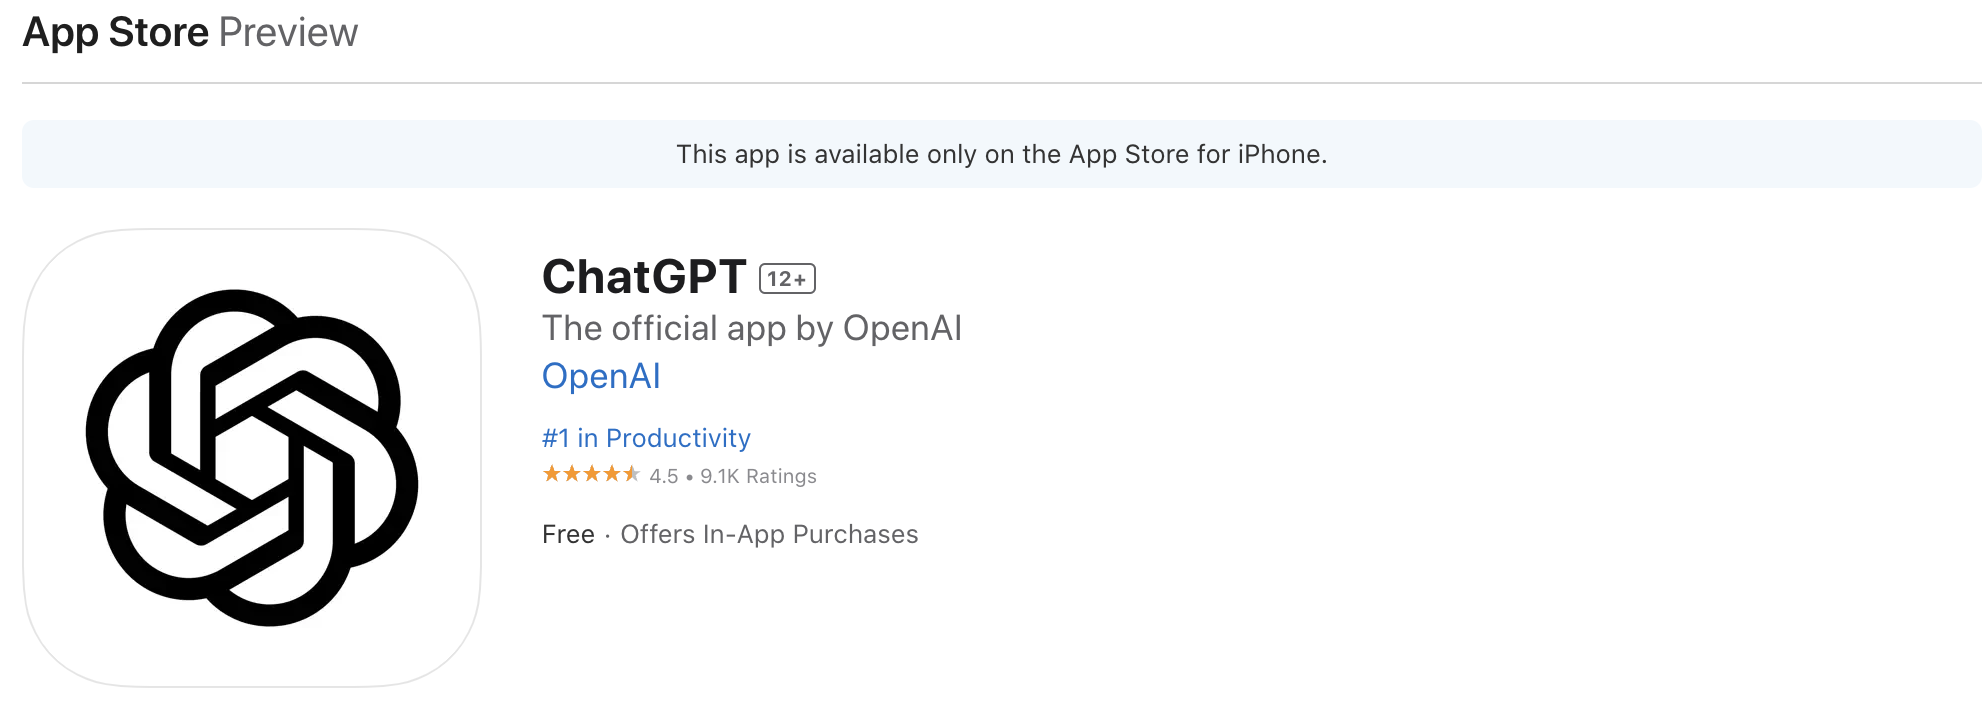 App Store Preview
This app is available only on the App Store for iPhone.
ChatGPT 12+
The official app by OpenAI
OpenAI
#1 in Productivity
4.5 • 9.1K Ratings
Free · Offers In-App Purchases